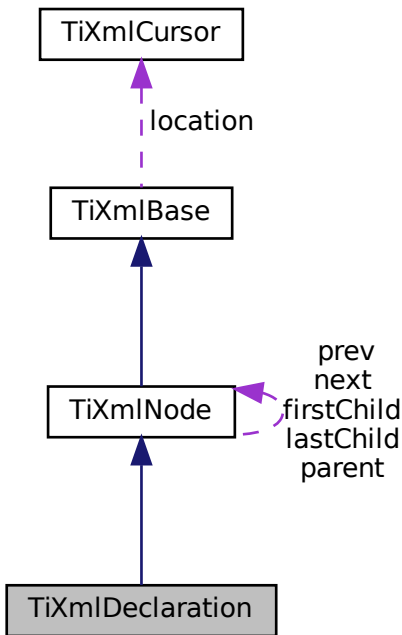 TiXmlCursor
location
TiXmlBase
prev
next
firstChild
lastChild
parent
TiXmlNode
TiXmlDeclaration